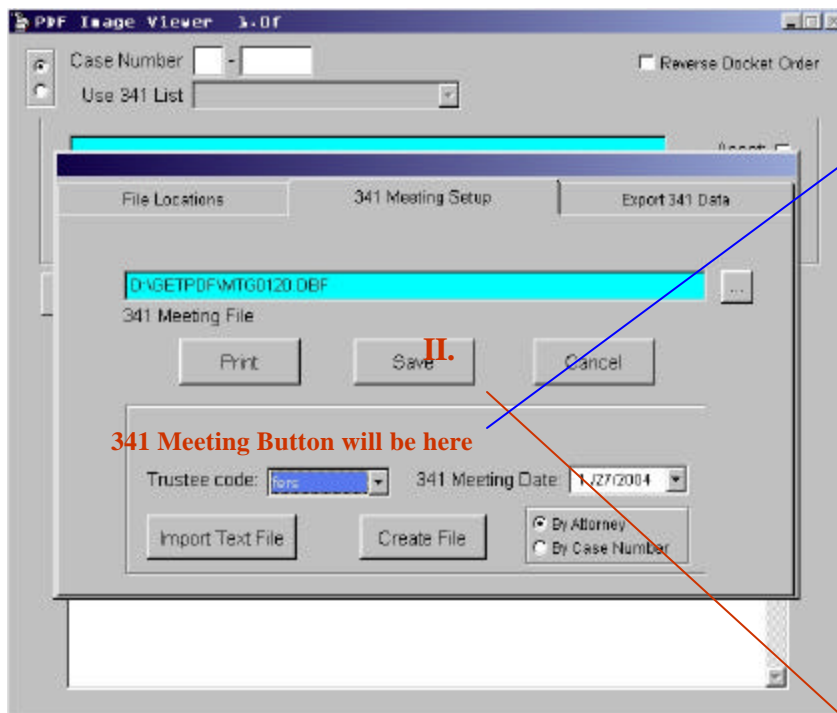 PDF Image Viewer 1.0f
Case Number - Reverse Docket Order
Use 341 List
File Locations 341 Meeting Setup Export 341 Data
D:\GETPDF\MTG0120.DBF ...
341 Meeting File
Print Save II. Cancel
341 Meeting Button will be here
Trustee code: fors 341 Meeting Date: 1 /27/2004
Import Text File Create File By Attorney
By Case Number